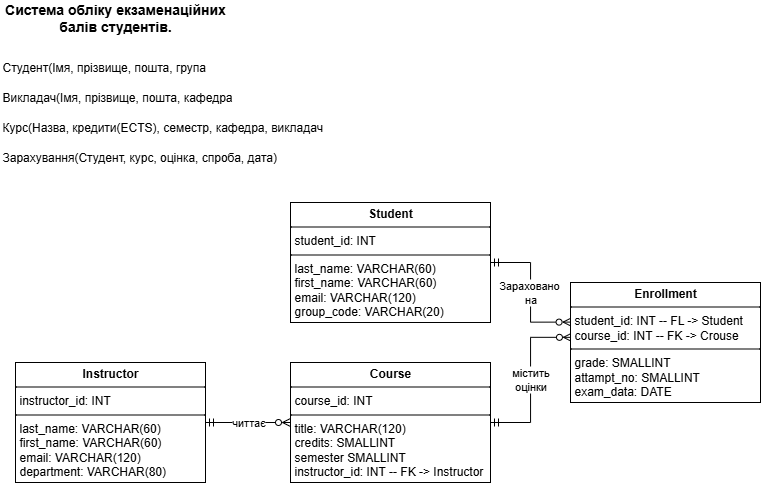 Система обліку екзаменаційних
балів студентів.
Студент(Імя, прізвище, пошта, група
Викладач(Імя, прізвище, пошта, кафедра
Курс(Назва, кредити(ECTS), семестр, кафедра, викладач
Зарахування(Студент, курс, оцінка, спроба, дата)
Student
student_id: INT
last_name: VARCHAR(60)
first_name: VARCHAR(60)
email: VARCHAR(120)
group_code: VARCHAR(20)
Зараховано
на
Enrollment
student_id: INT -- FL -> Student
course_id: INT -- FK -> Crouse
grade: SMALLINT
attampt_no: SMALLINT
exam_data: DATE
Instructor
instructor_id: INT
last_name: VARCHAR(60)
first_name: VARCHAR(60)
email: VARCHAR(120)
department: VARCHAR(80)
читтає
Course
course_id: INT
title: VARCHAR(120)
credits: SMALLINT
semester SMALLINT
instructor_id: INT -- FK -> Instructor
містить
оцінки